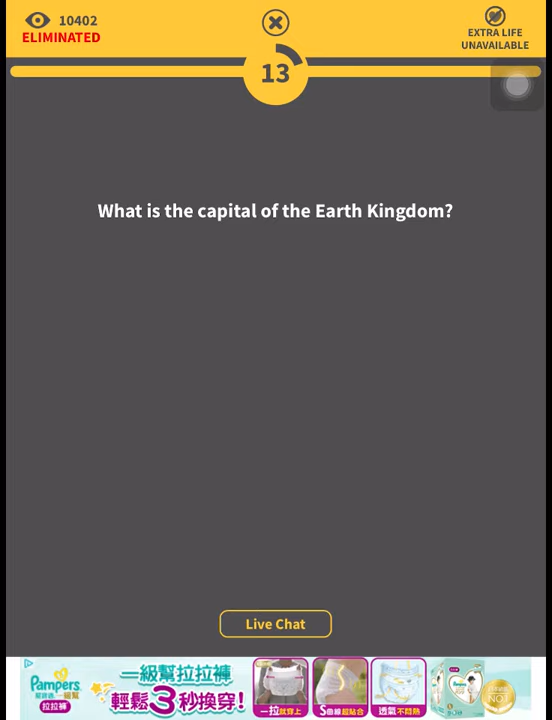 10402
ELIMINATED
EXTRA LIFE
UNAVAILABLE
13
What is the capital of the Earth Kingdom?
Live Chat
Pampers
拉拉褲
一級幫拉拉褲
輕鬆3秒換穿!
一拉就穿上
S曲線超貼合
透氣不悶熱